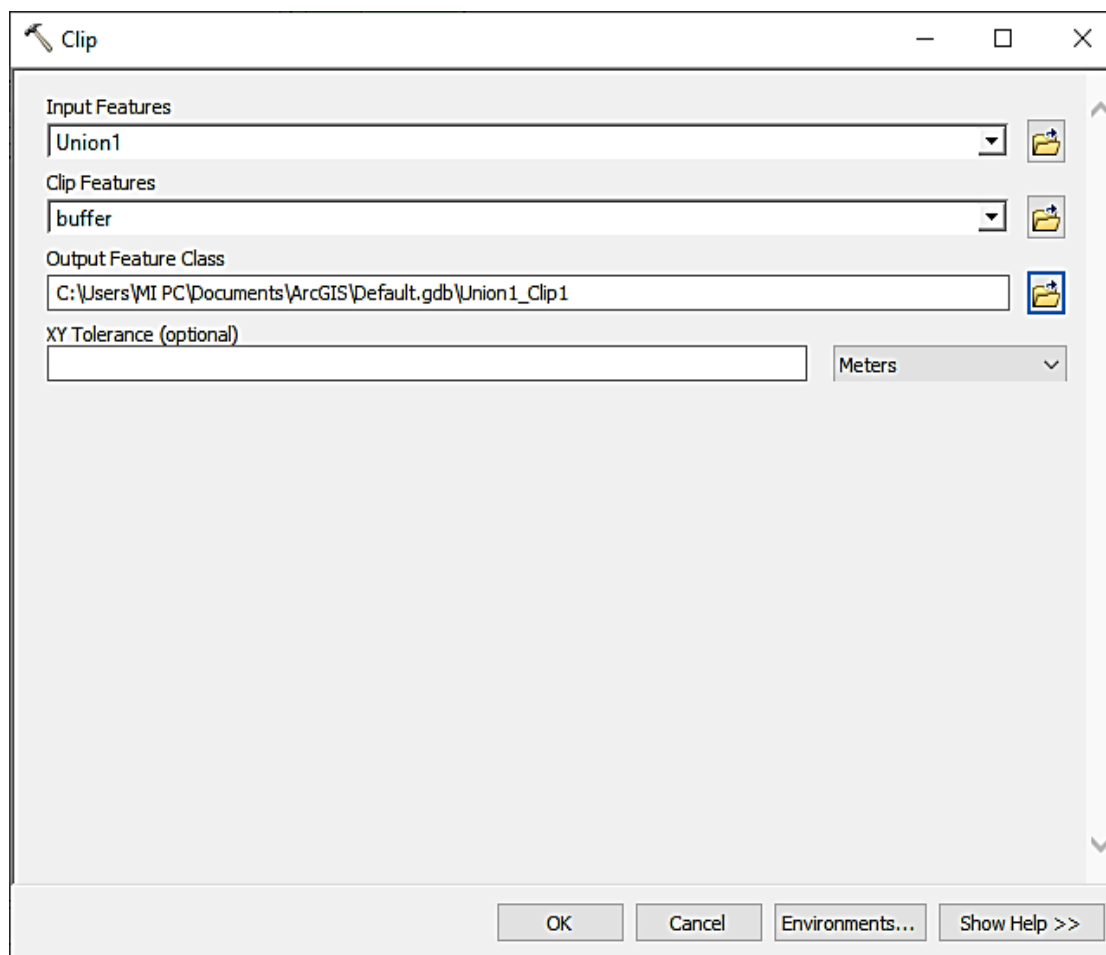 Clip
Input Features
Union1
Clip Features
buffer
Output Feature Class
C:\Users\MI PC\Documents\ArcGIS\Default.gdb\Union1_Clip1
XY Tolerance (optional)
Meters
OK Cancel Environments... Show Help >>